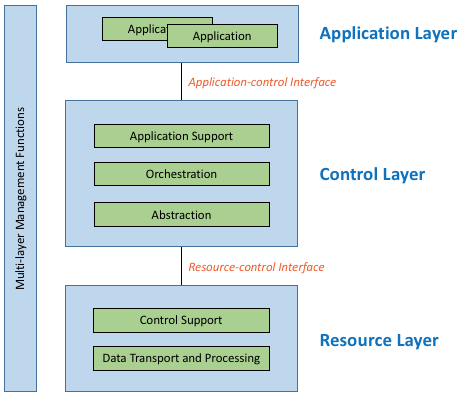 Multi-layer Management Functions
Application
Application Layer
Application-control Interface
Application Support
Orchestration
Abstraction
Control Layer
Resource-control Interface
Control Support
Data Transport and Processing
Resource Layer